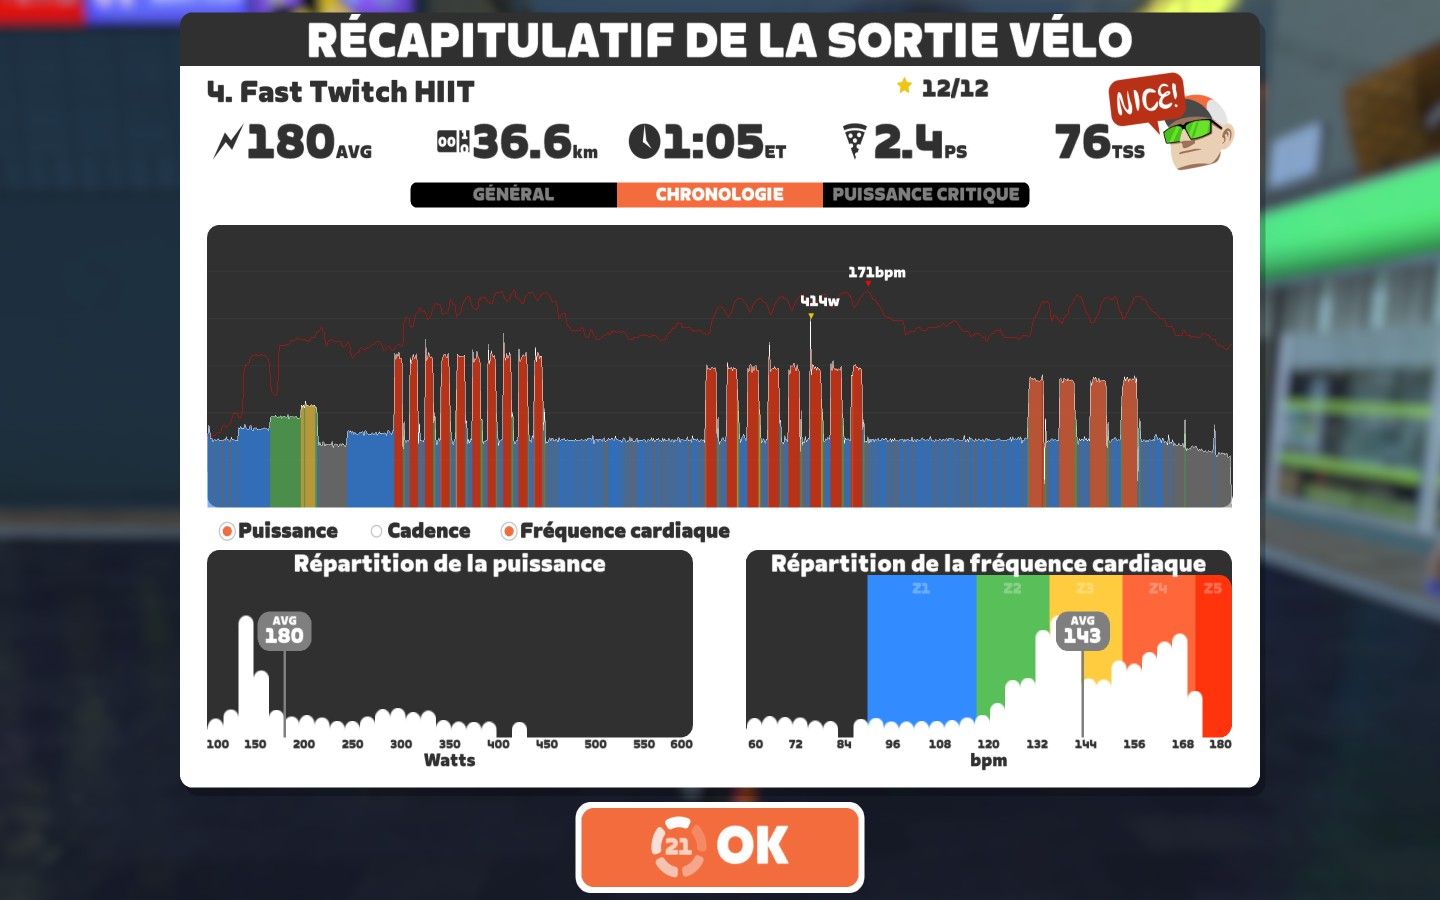 RÉCAPITULATIF DE LA SORTIE VÉLO
4. Fast Twitch HIIT
12/12
NICE!
180AVG
36.6km
1:05ET
2.4PS
76TSS
GÉNÉRAL
CHRONOLOGIE
PUISSANCE CRITIQUE
171bpm
414w
Puissance
Cadence
Fréquence cardiaque
Répartition de la puissance
AVG
180
100 150 200 250 300 350 400 450 500 550 600
Watts
Répartition de la fréquence cardiaque
Z1 Z2 Z3 Z4 Z5
AVG
143
60 72 84 96 108 120 132 144 156 168 180
bpm
21 OK